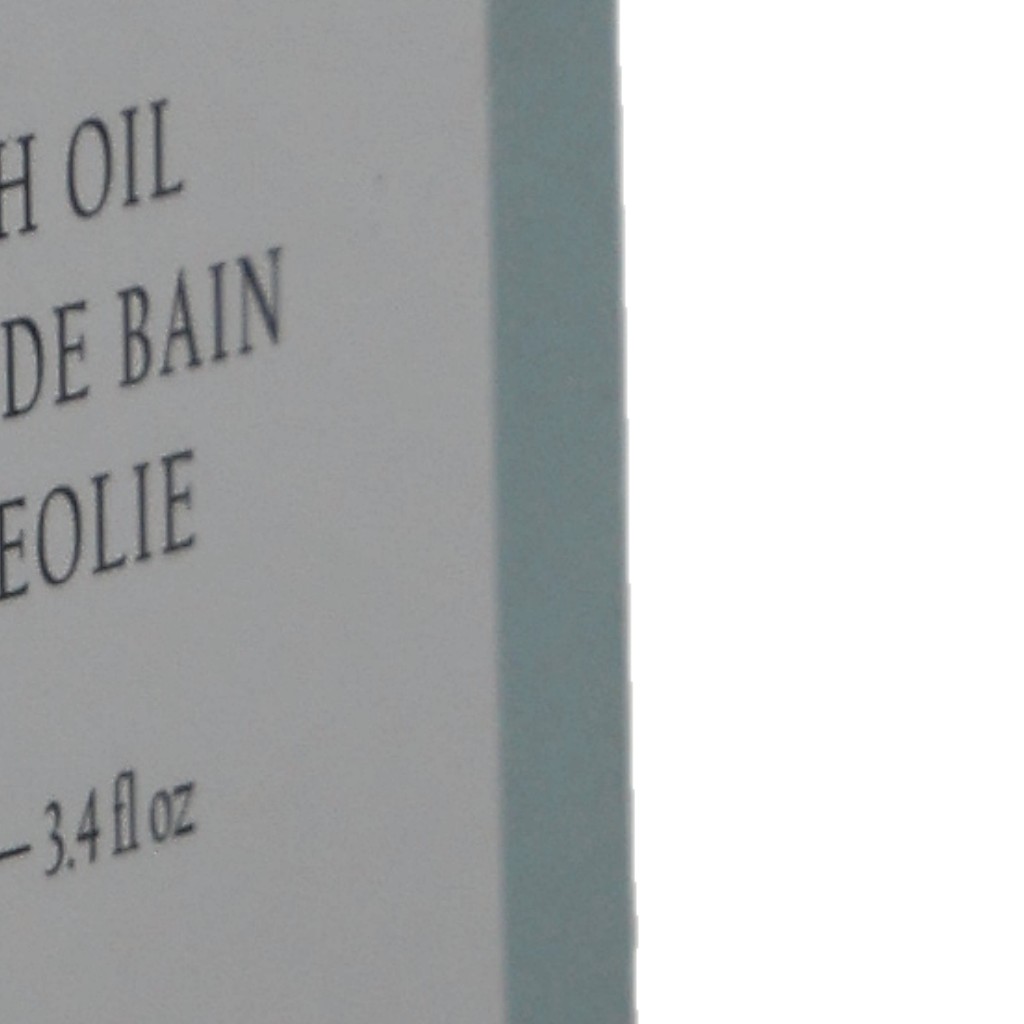 H OIL
DE BAIN
EOLIE
– 3.4 fl oz